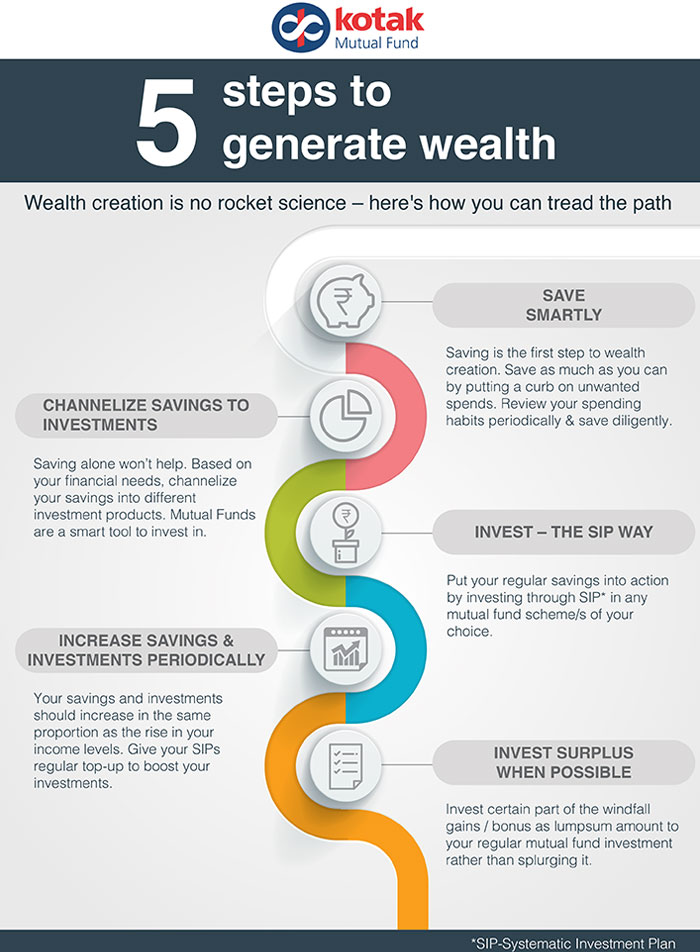 kotak
Mutual Fund
5 steps to
generate wealth
Wealth creation is no rocket science – here's how you can tread the path
₹
SAVE
SMARTLY
Saving is the first step to wealth
creation. Save as much as you can
by putting a curb on unwanted
spends. Review your spending
habits periodically & save diligently.
CHANNELIZE SAVINGS TO
INVESTMENTS
Saving alone won't help. Based on
your financial needs, channelize
your savings into different
investment products. Mutual Funds
are a smart tool to invest in.
₹
INVEST – THE SIP WAY
Put your regular savings into action
by investing through SIP* in any
mutual fund scheme/s of your
choice.
INCREASE SAVINGS &
INVESTMENTS PERIODICALLY
Your savings and investments
should increase in the same
proportion as the rise in your
income levels. Give your SIPs
regular top-up to boost your
investments.
INVEST SURPLUS
WHEN POSSIBLE
Invest certain part of the windfall
gains / bonus as lumpsum amount to
your regular mutual fund investment
rather than splurging it.
*SIP-Systematic Investment Plan